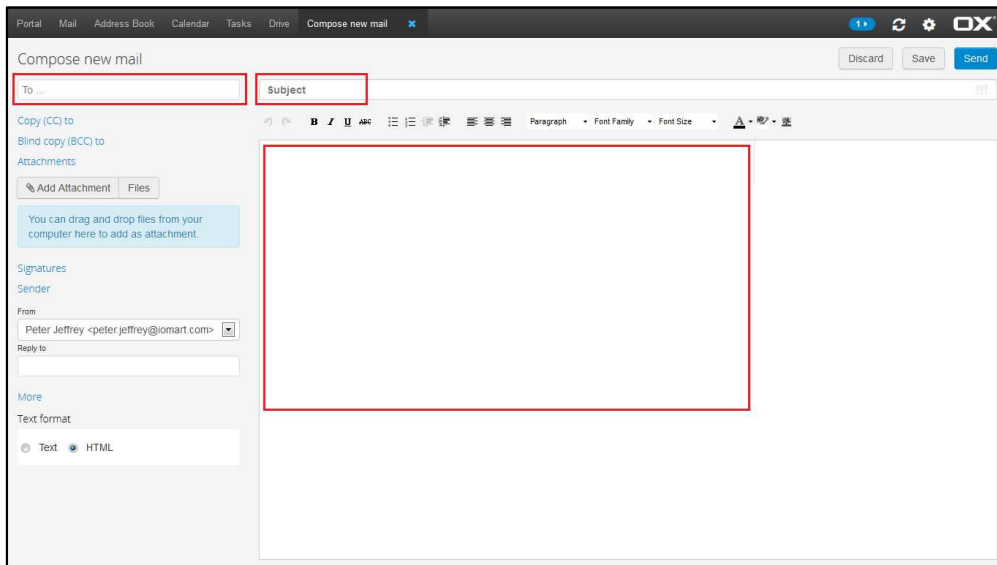 Portal Mail Address Book Calendar Tasks Drive Compose new mail ✖ 1 OX
Compose new mail Discard Save Send
To ... Subject
B I U ABC Paragraph Font Family Font Size A
Copy (CC) to
Blind copy (BCC) to
Attachments
Add Attachment Files
You can drag and drop files from your
computer here to add as attachment
Signatures
Sender
From
Peter Jeffrey <peter.jeffrey@iomart.com>
Reply to
More
Text format
Text HTML